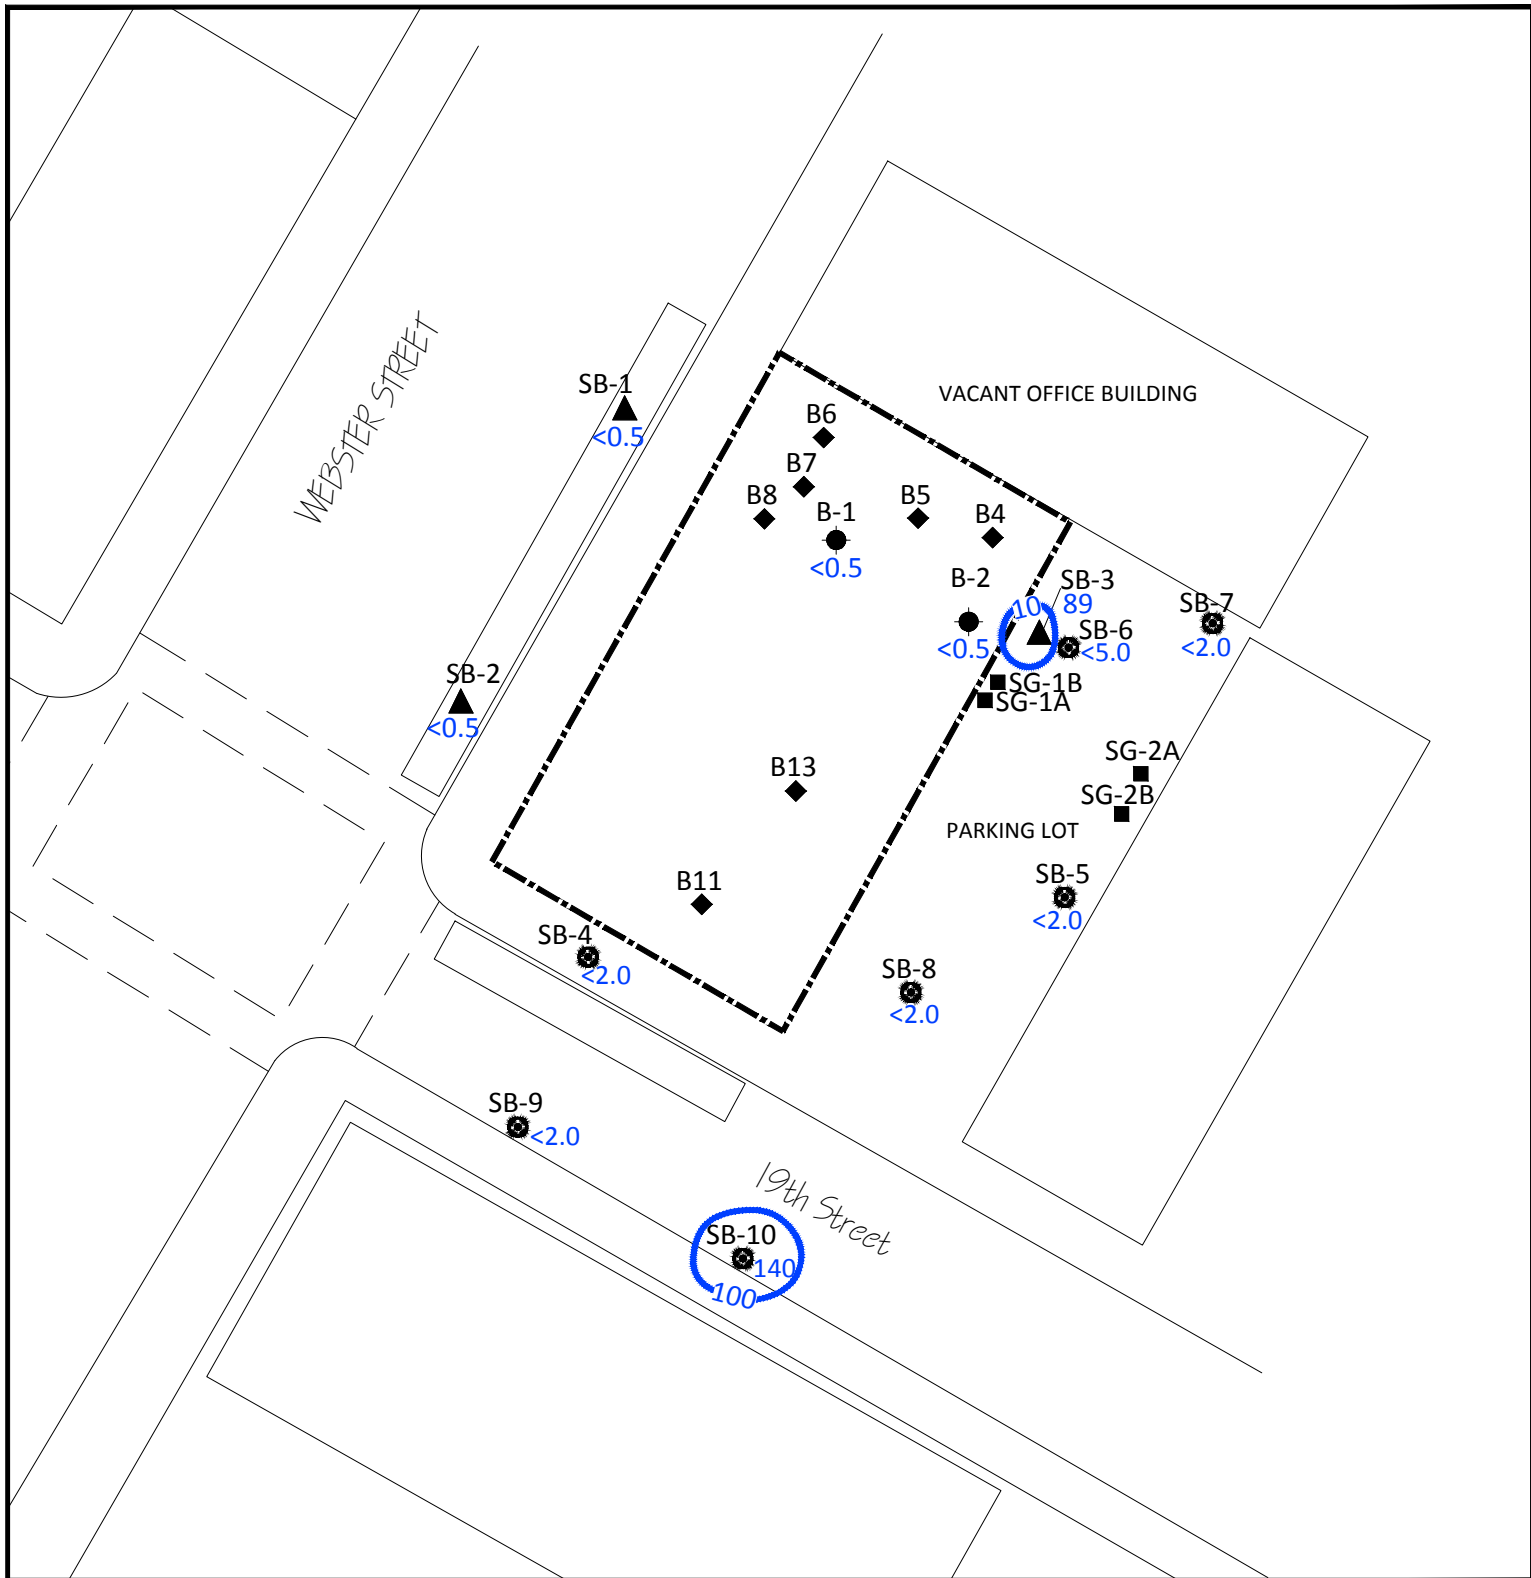 WEBSTER STREET
SB-1
<0.5
VACANT OFFICE BUILDING
B6
B7
B8
B-1
<0.5
B5
B4
B-2
<0.5
SB-3
10
89
SB-6
<5.0
SB-7
<2.0
SG-1B
SG-1A
SB-2
<0.5
SG-2A
SG-2B
B13
PARKING LOT
SB-5
<2.0
B11
SB-4
<2.0
SB-8
<2.0
SB-9
<2.0
19th Street
SB-10
140
100